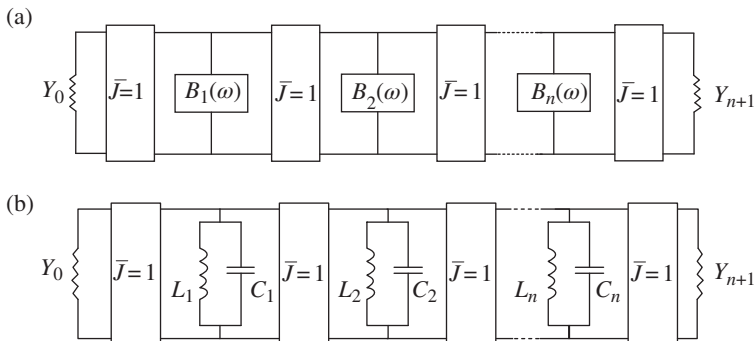 (a)
Y₀ J̄=1 B₁(ω) J̄=1 B₂(ω) J̄=1 Bₙ(ω) J̄=1 Yₙ₊₁
(b)
Y₀ J̄=1 L₁ C₁ J̄=1 L₂ C₂ J̄=1 Lₙ Cₙ J̄=1 Yₙ₊₁